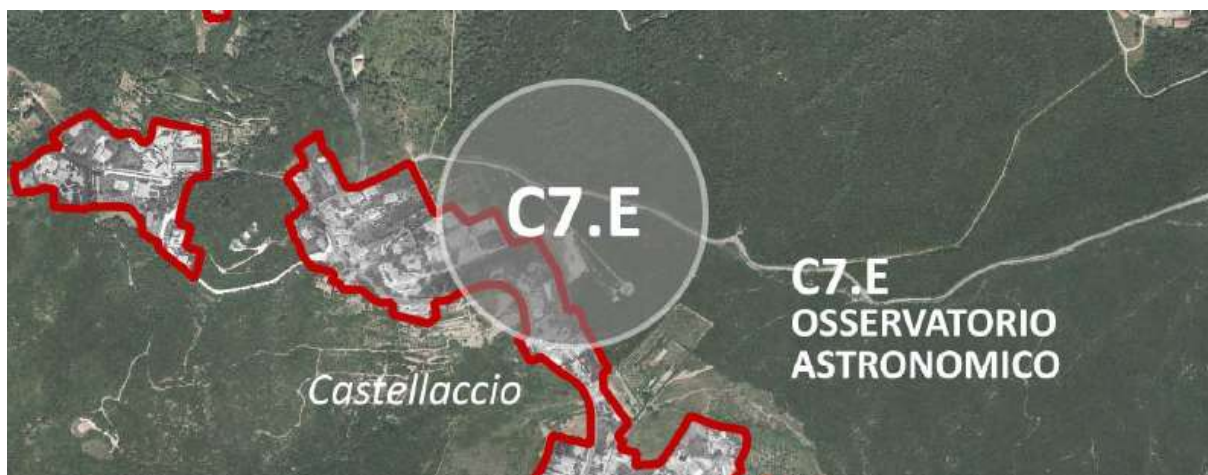 C7.E
C7.E
OSSERVATORIO
ASTRONOMICO
Castellaccio